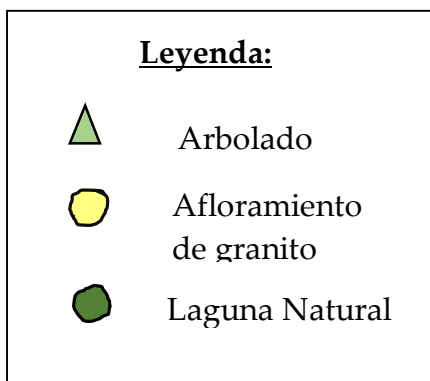 Leyenda:
Arbolado
Afloramiento
de granito
Laguna Natural